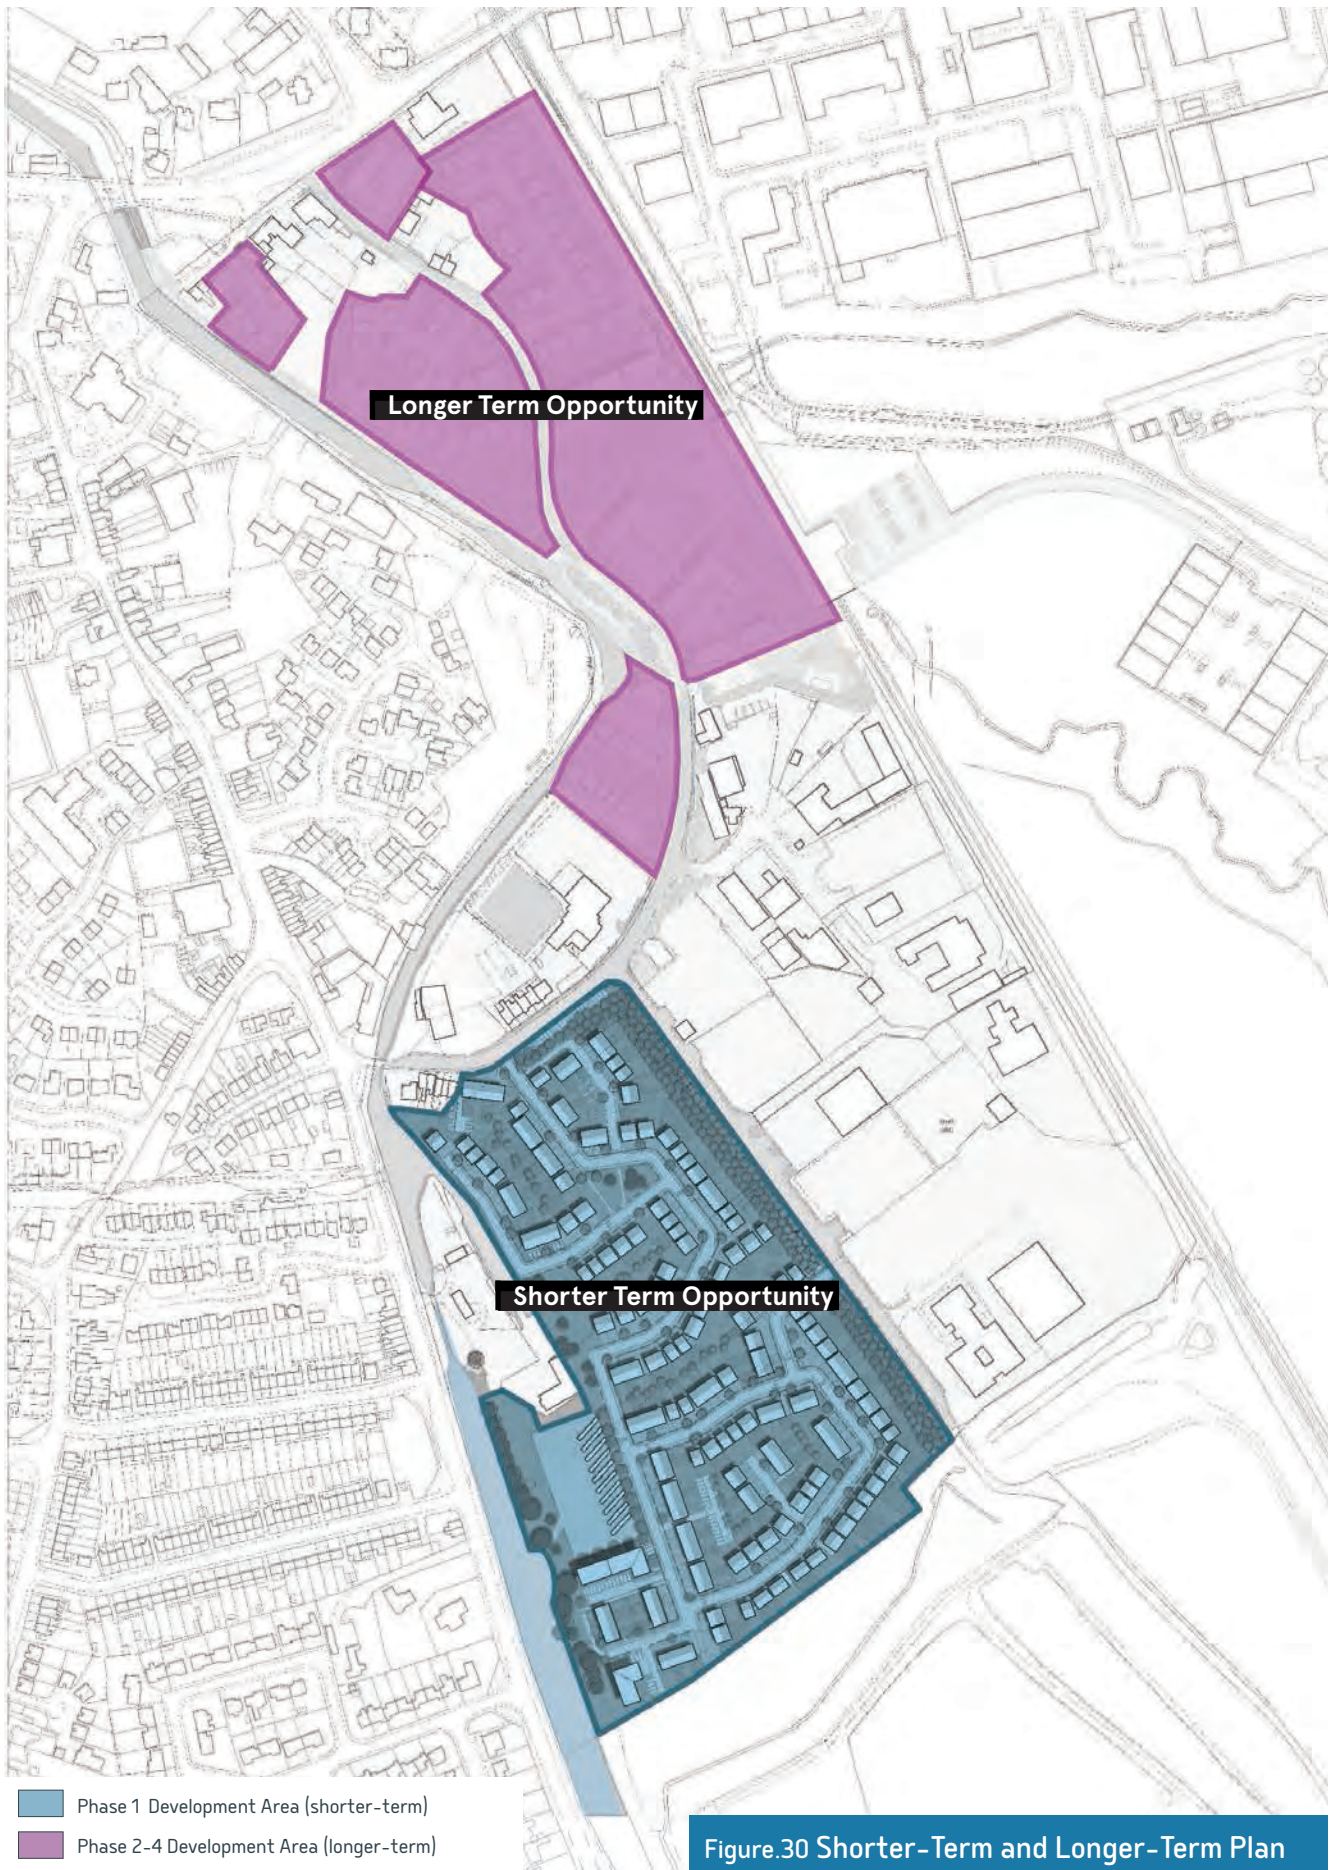 Longer Term Opportunity
Shorter Term Opportunity
Phase 1 Development Area (shorter-term)
Phase 2-4 Development Area (longer-term)
Figure.30 Shorter-Term and Longer-Term Plan